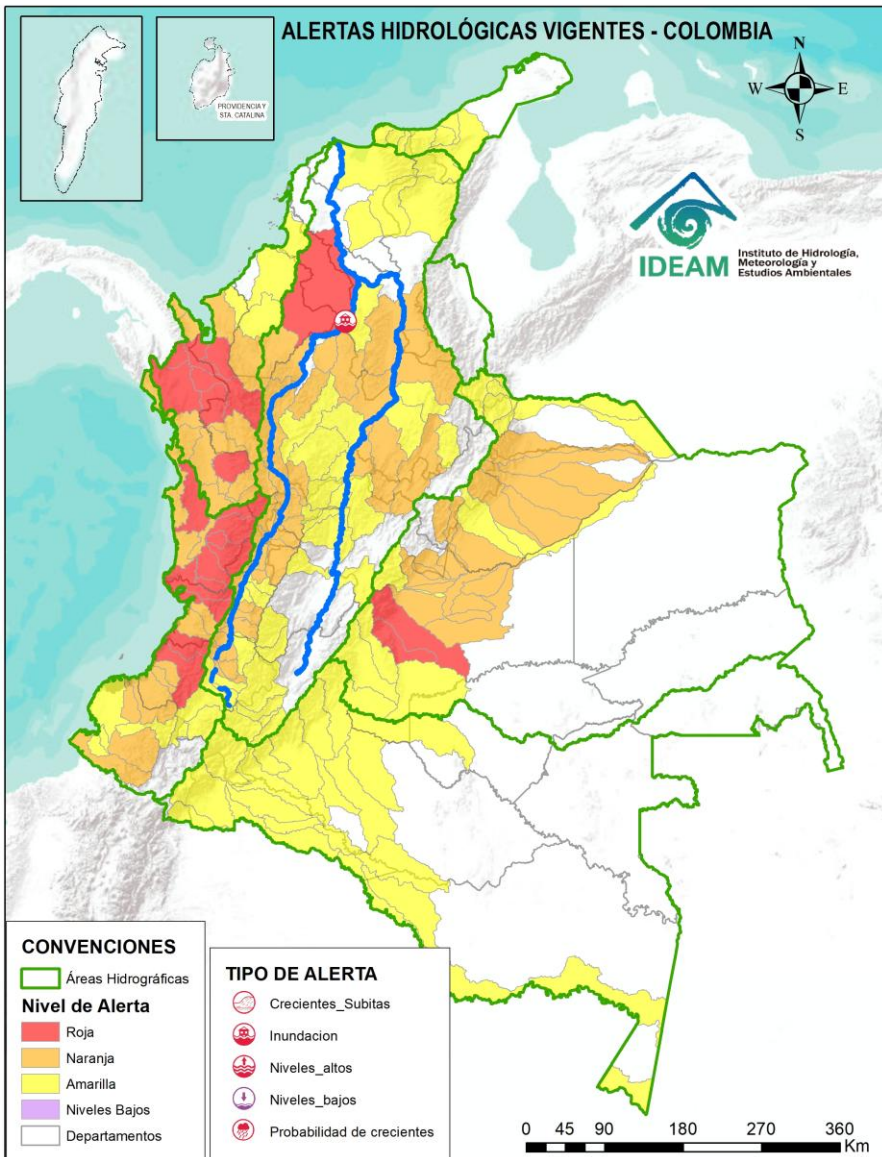 ALERTAS HIDROLÓGICAS VIGENTES - COLOMBIA
PROVIDENCIA Y
STA. CATALINA
N
W
E
S
IDEAM
Instituto de Hidrología,
Meteorología y
Estudios Ambientales
CONVENCIONES
Áreas Hidrográficas
Nivel de Alerta
Roja
Naranja
Amarilla
Niveles Bajos
Departamentos
TIPO DE ALERTA
Crecientes_Subitas
Inundacion
Niveles_altos
Niveles_bajos
Probabilidad de crecientes
0 45 90 180 270 360
Km